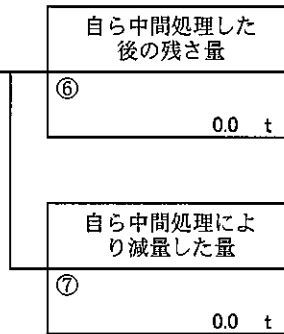 自ら中間処理した
後の残さ量
⑥
0.0 t
自ら中間処理によ
り減量した量
⑦
0.0 t